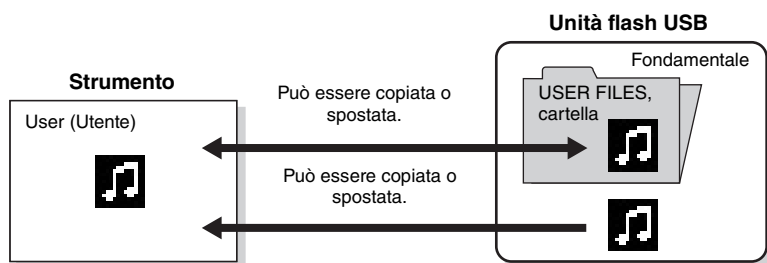 Unità flash USB
Strumento
Fondamentale
User (Utente)
Può essere copiata o
spostata.
USER FILES,
cartella
Può essere copiata o
spostata.